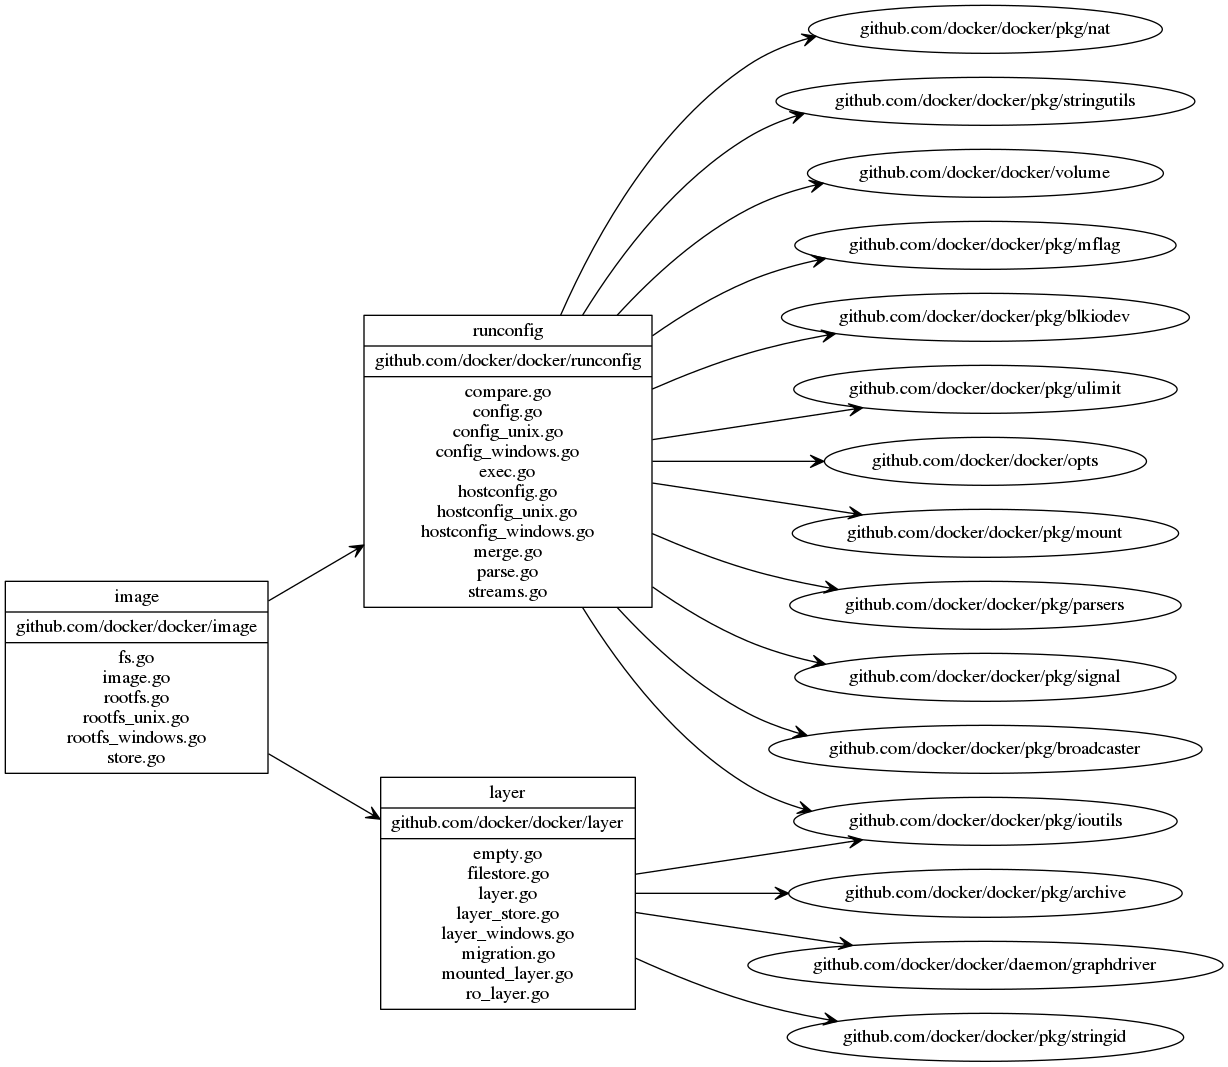 image
github.com/docker/docker/image
fs.go
image.go
rootfs.go
rootfs_unix.go
rootfs_windows.go
store.go
runconfig
github.com/docker/docker/runconfig
compare.go
config.go
config_unix.go
config_windows.go
exec.go
hostconfig.go
hostconfig_unix.go
hostconfig_windows.go
merge.go
parse.go
streams.go
layer
github.com/docker/docker/layer
empty.go
filestore.go
layer.go
layer_store.go
layer_windows.go
migration.go
mounted_layer.go
ro_layer.go
github.com/docker/docker/pkg/nat
github.com/docker/docker/pkg/stringutils
github.com/docker/docker/volume
github.com/docker/docker/pkg/mflag
github.com/docker/docker/pkg/blkiodev
github.com/docker/docker/pkg/ulimit
github.com/docker/docker/opts
github.com/docker/docker/pkg/mount
github.com/docker/docker/pkg/parsers
github.com/docker/docker/pkg/signal
github.com/docker/docker/pkg/broadcaster
github.com/docker/docker/pkg/ioutils
github.com/docker/docker/pkg/archive
github.com/docker/docker/daemon/graphdriver
github.com/docker/docker/pkg/stringid